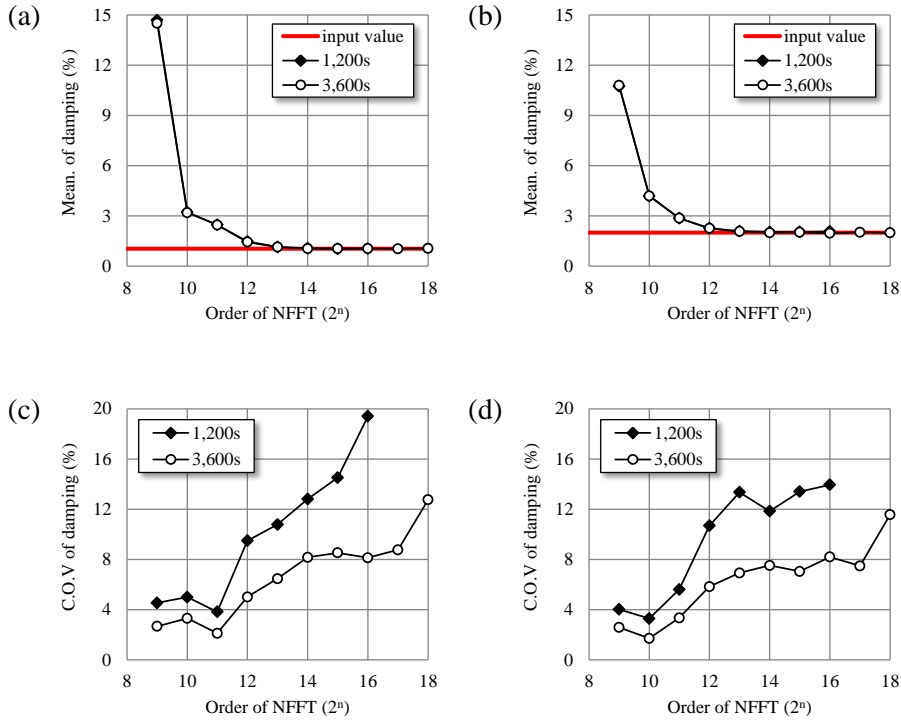 (a)
15
12
9
6
3
0
Mean. of damping (%)
input value
1,200s
3,600s
8 10 12 14 16 18
Order of NFFT (2ⁿ)
(b)
15
12
9
6
3
0
Mean. of damping (%)
input value
1,200s
3,600s
8 10 12 14 16 18
Order of NFFT (2ⁿ)
(c)
20
16
12
8
4
0
C.O.V of damping (%)
1,200s
3,600s
8 10 12 14 16 18
Order of NFFT (2ⁿ)
(d)
20
16
12
8
4
0
C.O.V of damping (%)
1,200s
3,600s
8 10 12 14 16 18
Order of NFFT (2ⁿ)